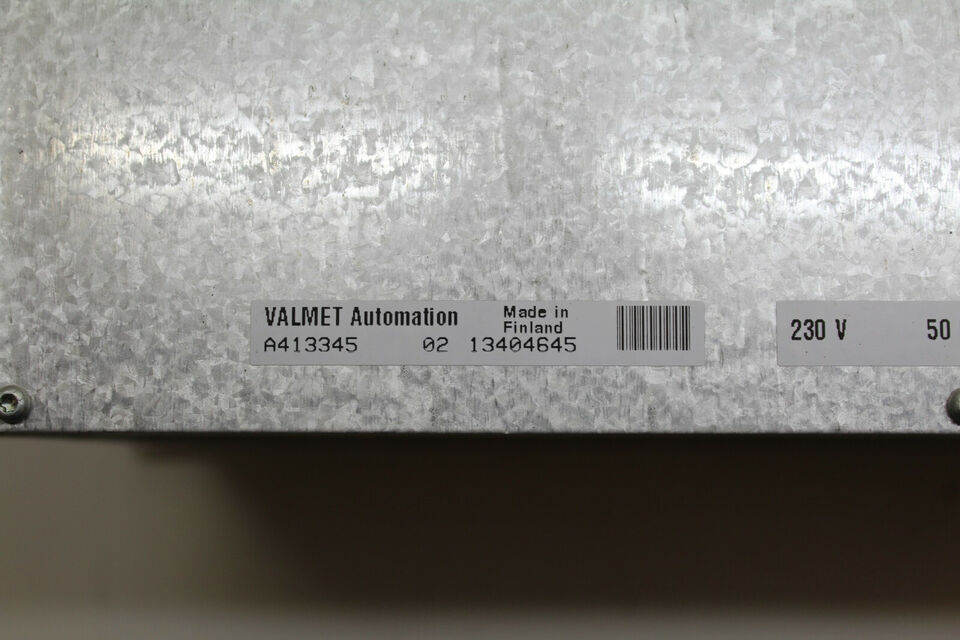 VALMET Automation
Made in
Finland
A413345 02 13404645
230 V 50